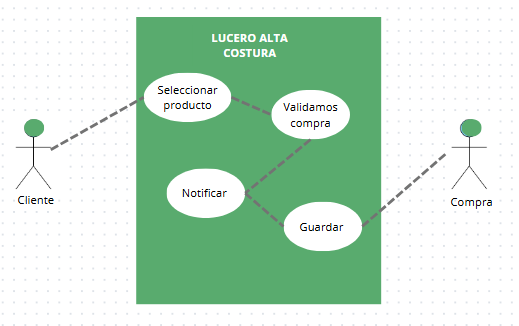 LUCERO ALTA
COSTURA
Seleccionar
producto
Validamos
compra
Notificar
Guardar
Cliente
Compra